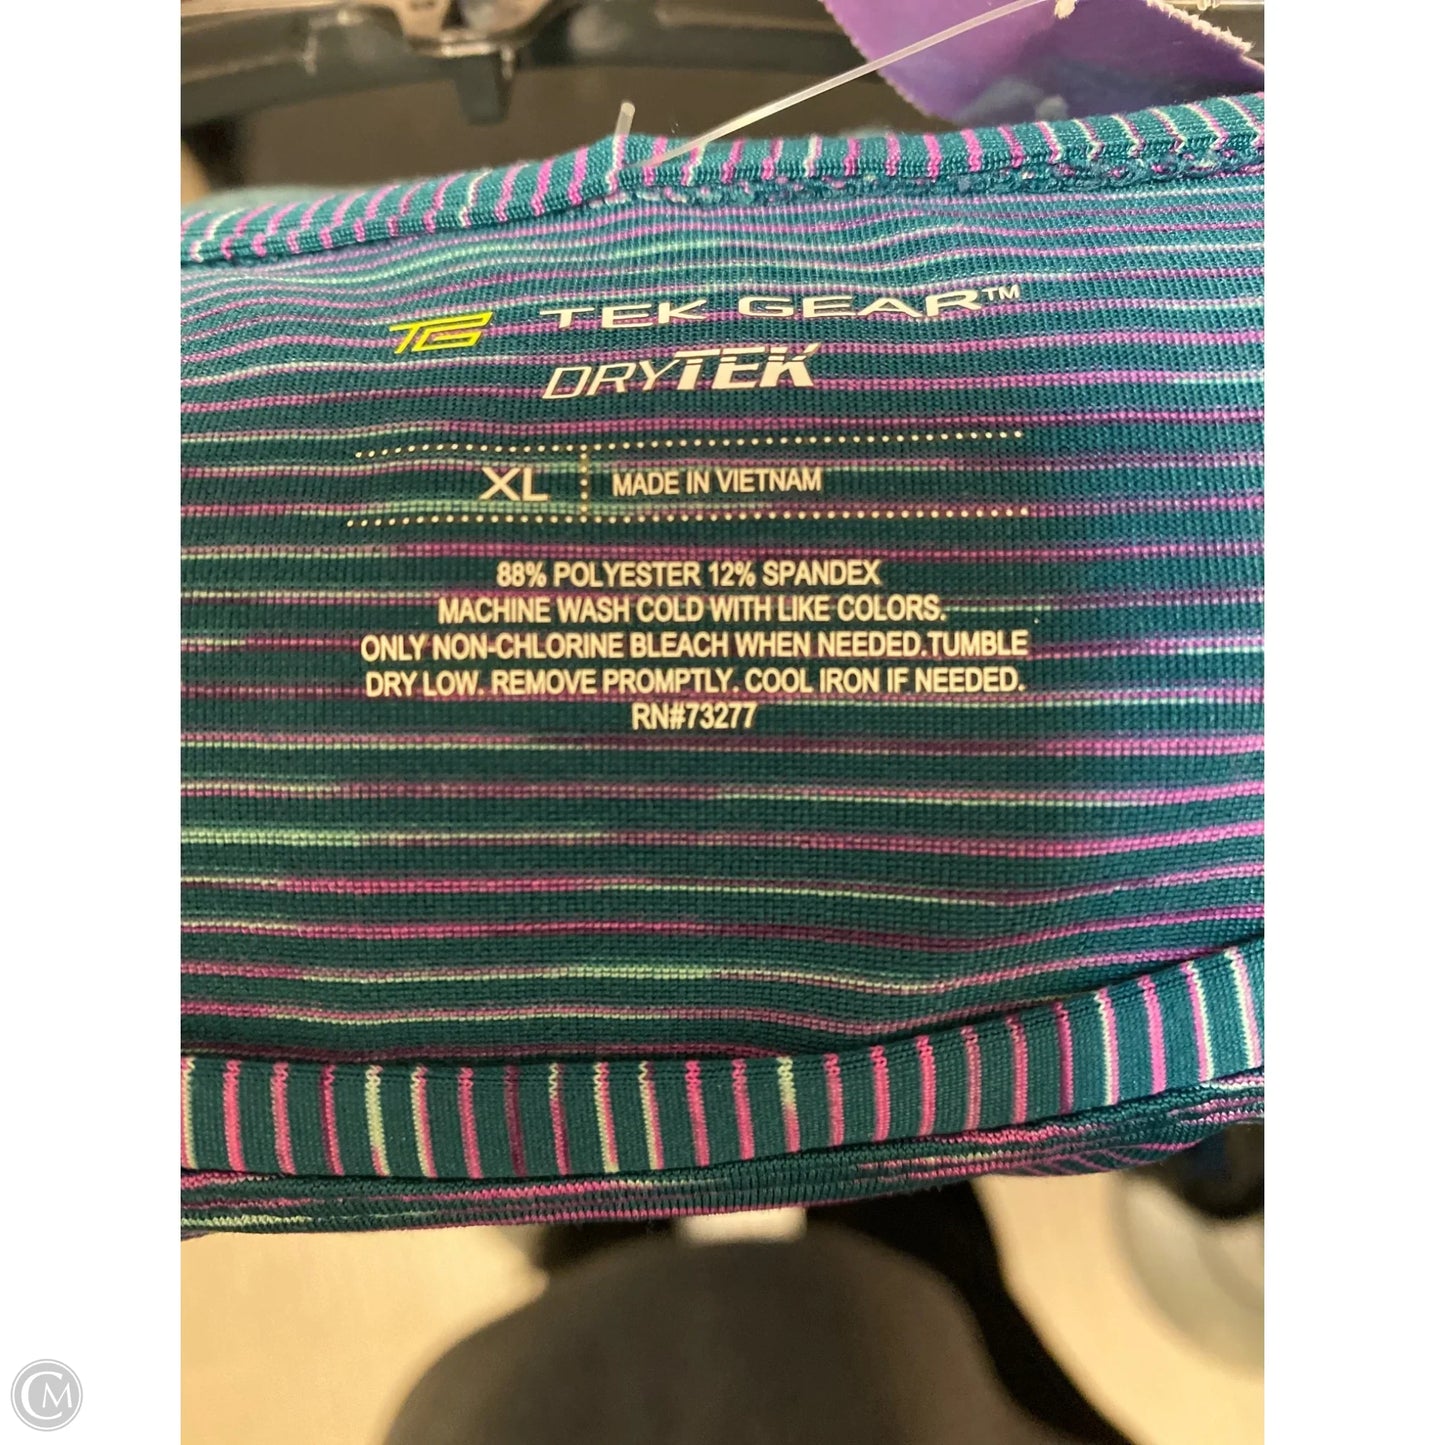 TG TEK GEAR™
DRYTEK
XL MADE IN VIETNAM
88% POLYESTER 12% SPANDEX
MACHINE WASH COLD WITH LIKE COLORS.
ONLY NON-CHLORINE BLEACH WHEN NEEDED.TUMBLE
DRY LOW. REMOVE PROMPTLY. COOL IRON IF NEEDED.
RN#73277
CM